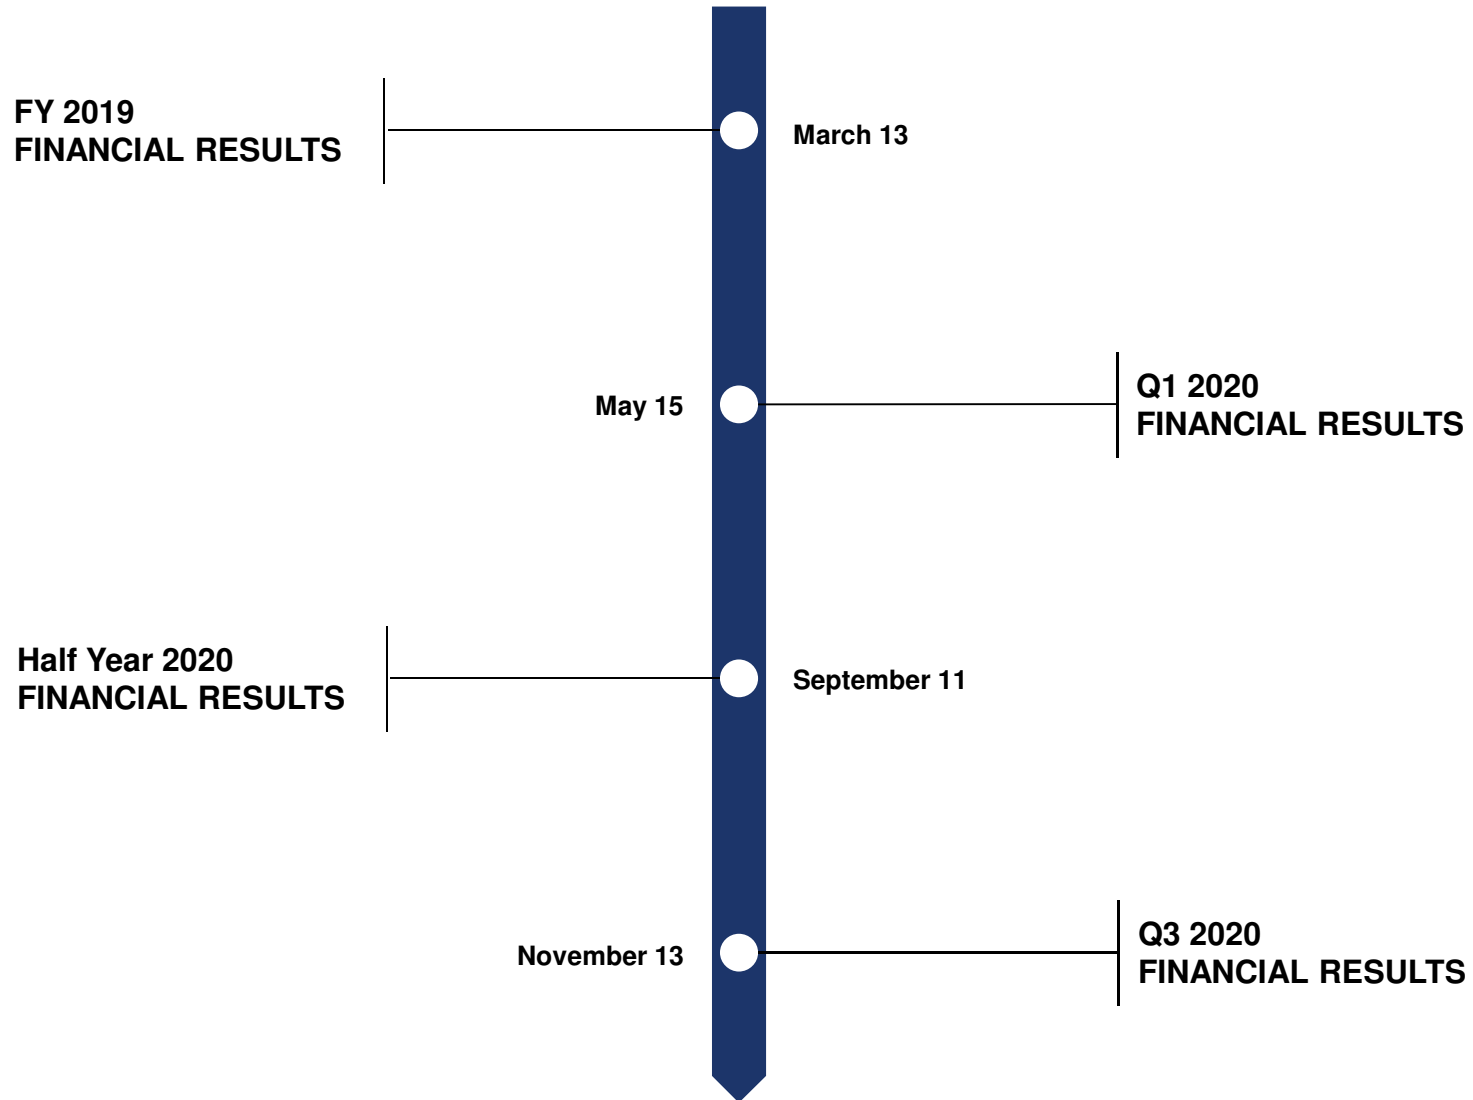 FY 2019
FINANCIAL RESULTS
March 13
May 15
Q1 2020
FINANCIAL RESULTS
Half Year 2020
FINANCIAL RESULTS
September 11
November 13
Q3 2020
FINANCIAL RESULTS